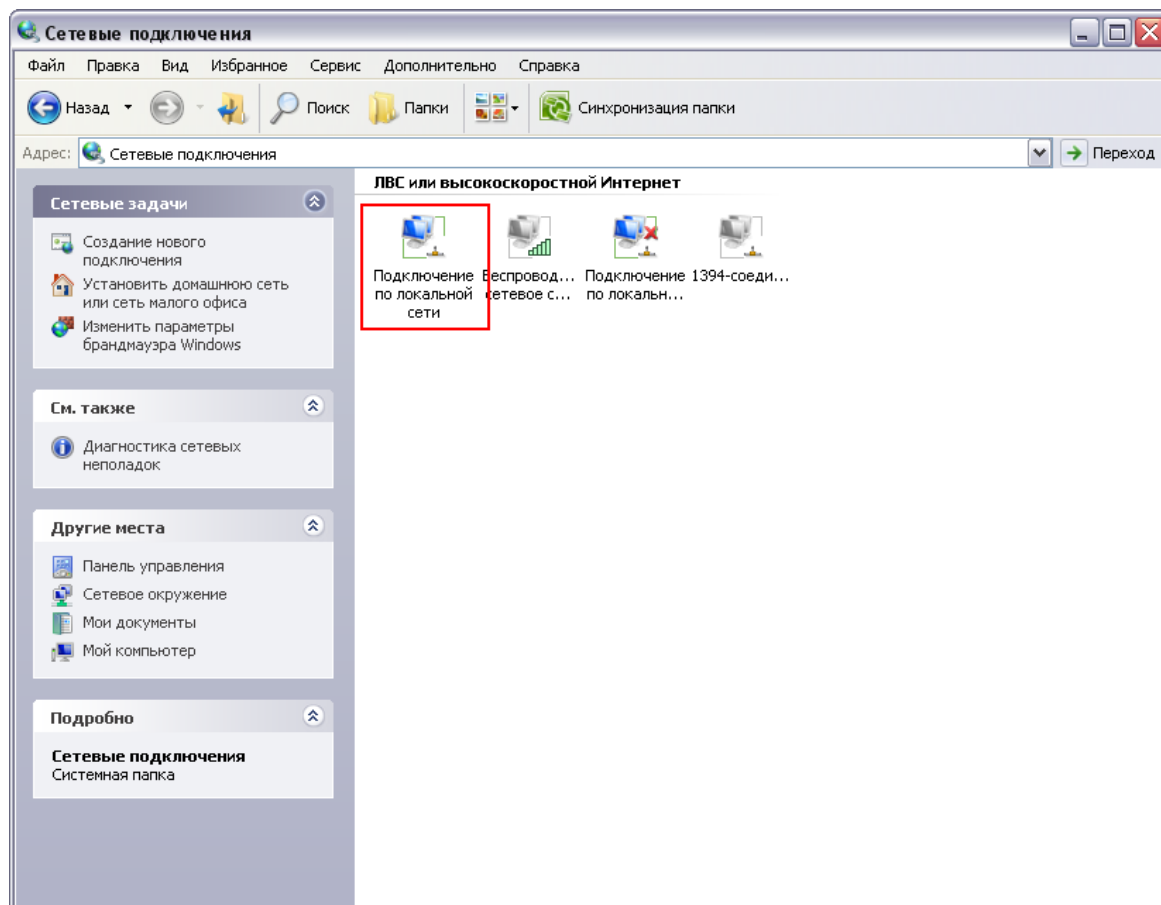 Сетевые подключения
Файл Правка Вид Избранное Сервис Дополнительно Справка
Назад Поиск Папки Синхронизация папки
Адрес: Сетевые подключения Переход
Сетевые задачи
Создание нового
подключения
Установить домашнюю сеть
или сеть малого офиса
Изменить параметры
брандмауэра Windows
См. также
Диагностика сетевых
неполадок
Другие места
Панель управления
Сетевое окружение
Мои документы
Мой компьютер
Подробно
Сетевые подключения
Системная папка
ЛВС или высокоскоростной Интернет
Подключение
по локальной
сети
Беспровод...
сетевое с...
Подключение
по локальн...
1394-соеди...